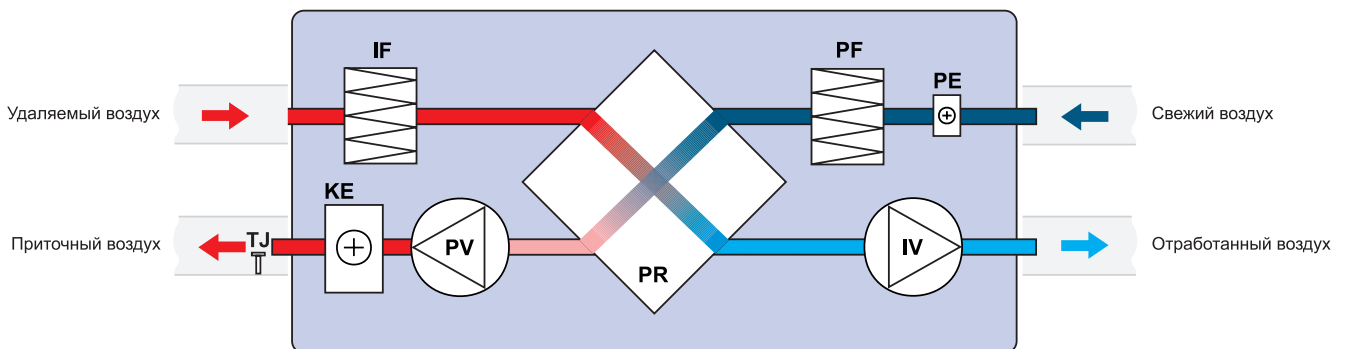 IF
PF
PE
Удаляемый воздух
Свежий воздух
KE
TJ
Приточный воздух
PV
PR
IV
Отработанный воздух